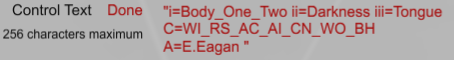 Control Text Done
256 characters maximum
"i=Body_One_Two ii=Darkness iii=Tongue
C=WI_RS_AC_AI_CN_WO_BH
A=E.Eagan "